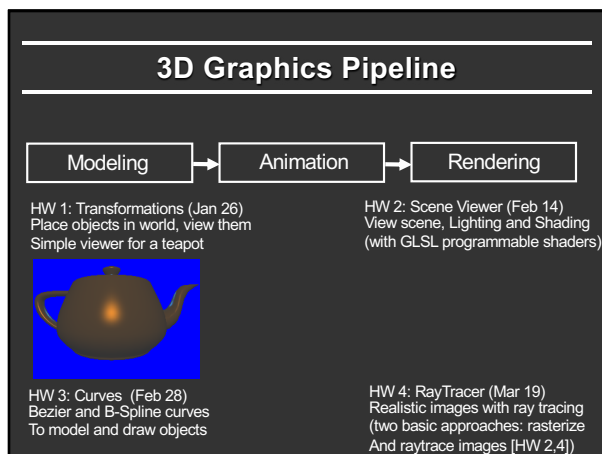 3D Graphics Pipeline
Modeling
Animation
Rendering
HW 1: Transformations (Jan 26)
Place objects in world, view them
Simple viewer for a teapot
HW 2: Scene Viewer (Feb 14)
View scene, Lighting and Shading
(with GLSL programmable shaders)
HW 3: Curves (Feb 28)
Bezier and B-Spline curves
To model and draw objects
HW 4: RayTracer (Mar 19)
Realistic images with ray tracing
(two basic approaches: rasterize
And raytrace images [HW 2,4])